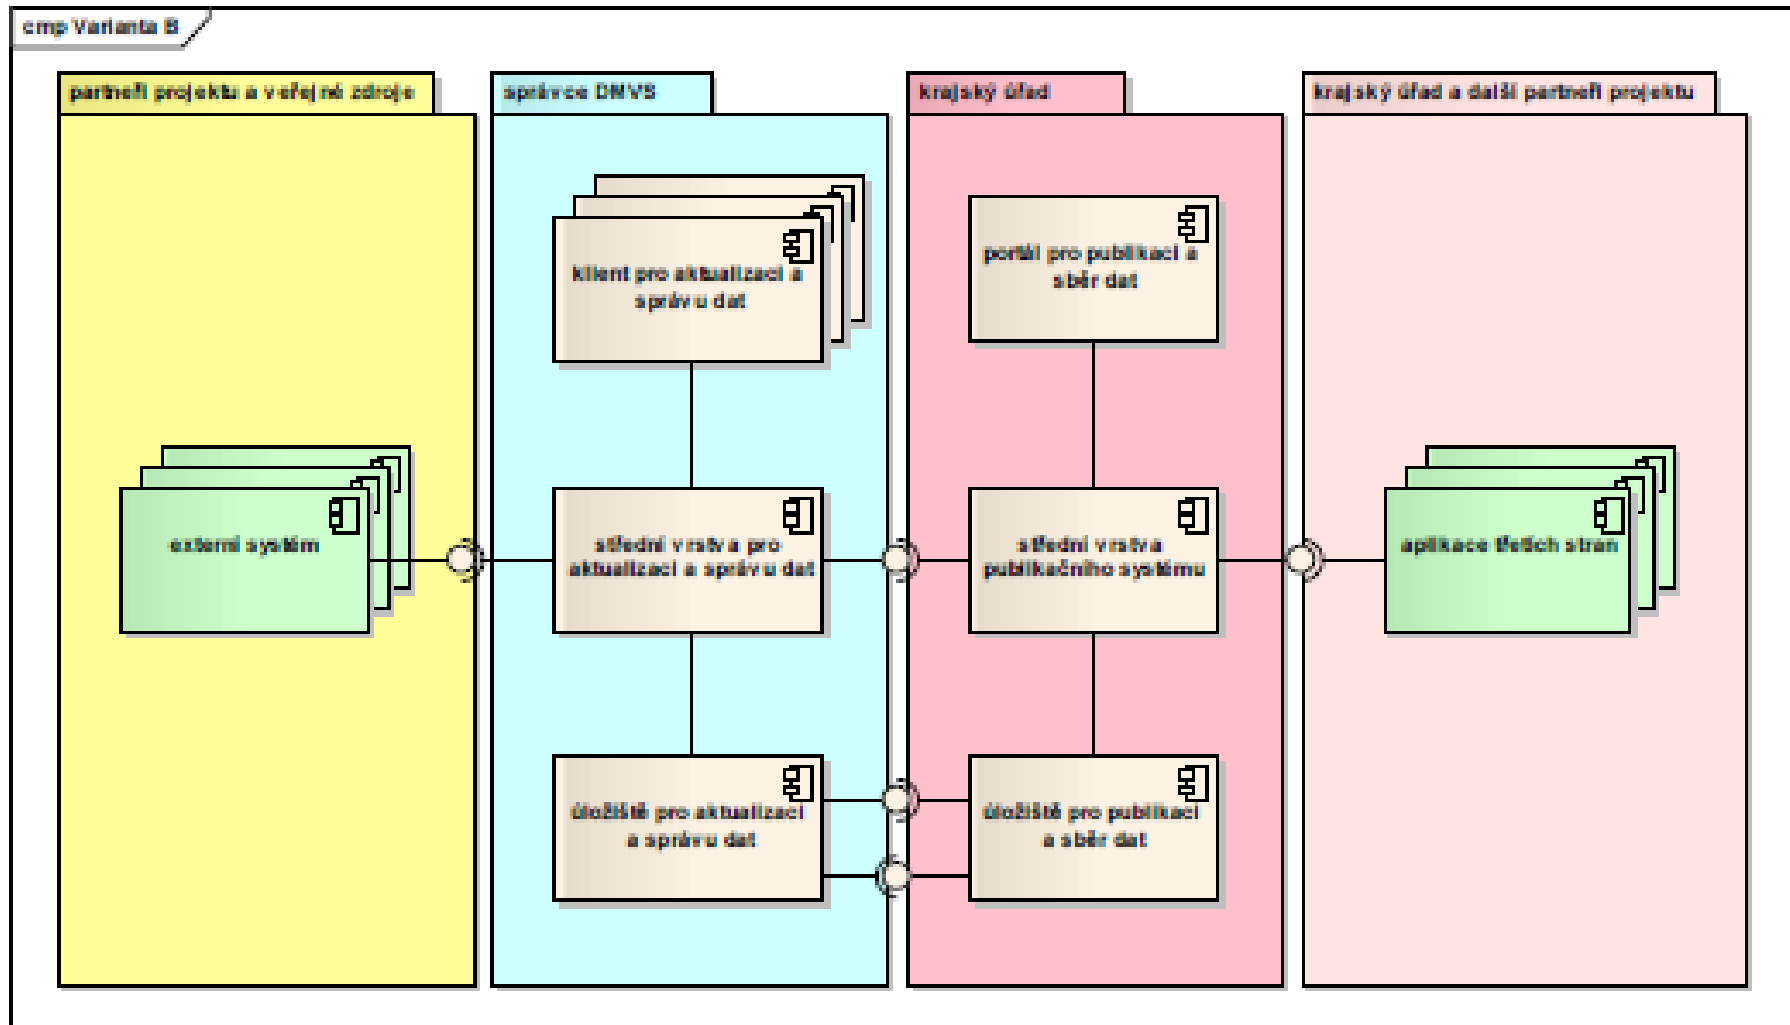 cmp Varianta B
partneři projektu a veřejné zdroje
správce DMVS
krajský úřad
krajský úřad a další partneři projektu
klient pro aktualizaci a
správu dat
portál pro publikaci a
sběr dat
externí systém
střední vrstva pro
aktualizaci a správu dat
střední vrstva
publikačního systému
aplikace třetích stran
úložiště pro aktualizaci
a správu dat
úložiště pro publikaci
a sběr dat